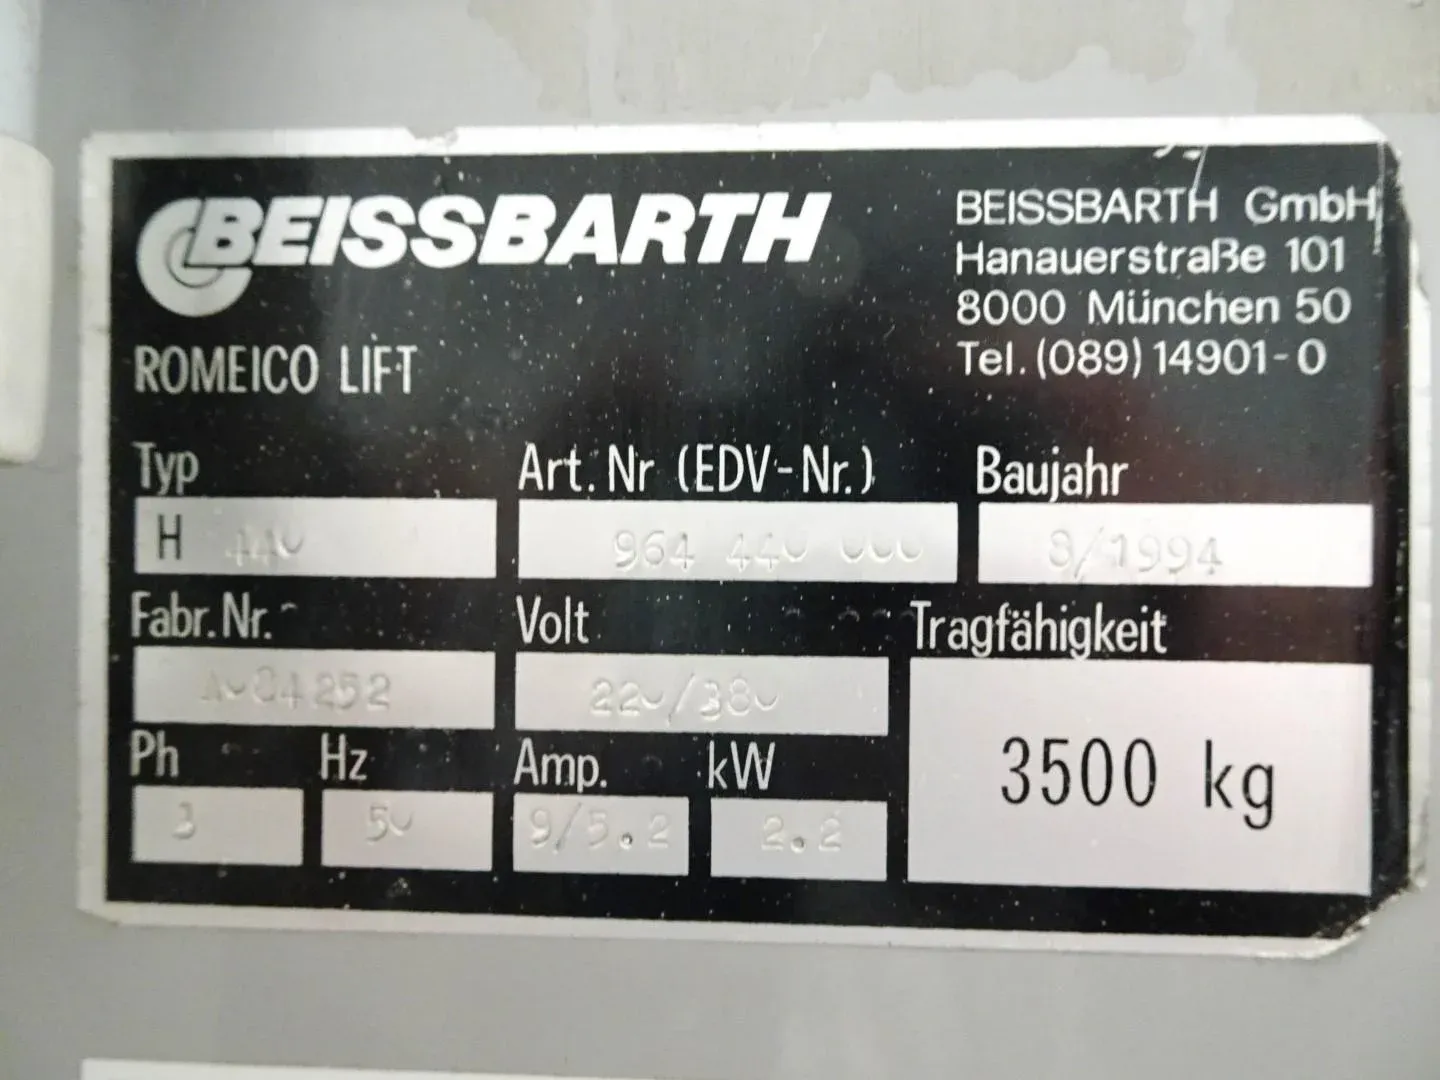 BEISSBARTH
BEISSBARTH GmbH
Hanauerstraße 101
8000 München 50
Tel. (089) 14901-0
ROMEICO LIFT
Typ Art. Nr (EDV-Nr.) Baujahr
H 440 964 440 000 8/1994
Fabr. Nr. Volt Tragfähigkeit
220/380
3500 kg
Ph Hz Amp. kW
3 50 9/5.2 2.2